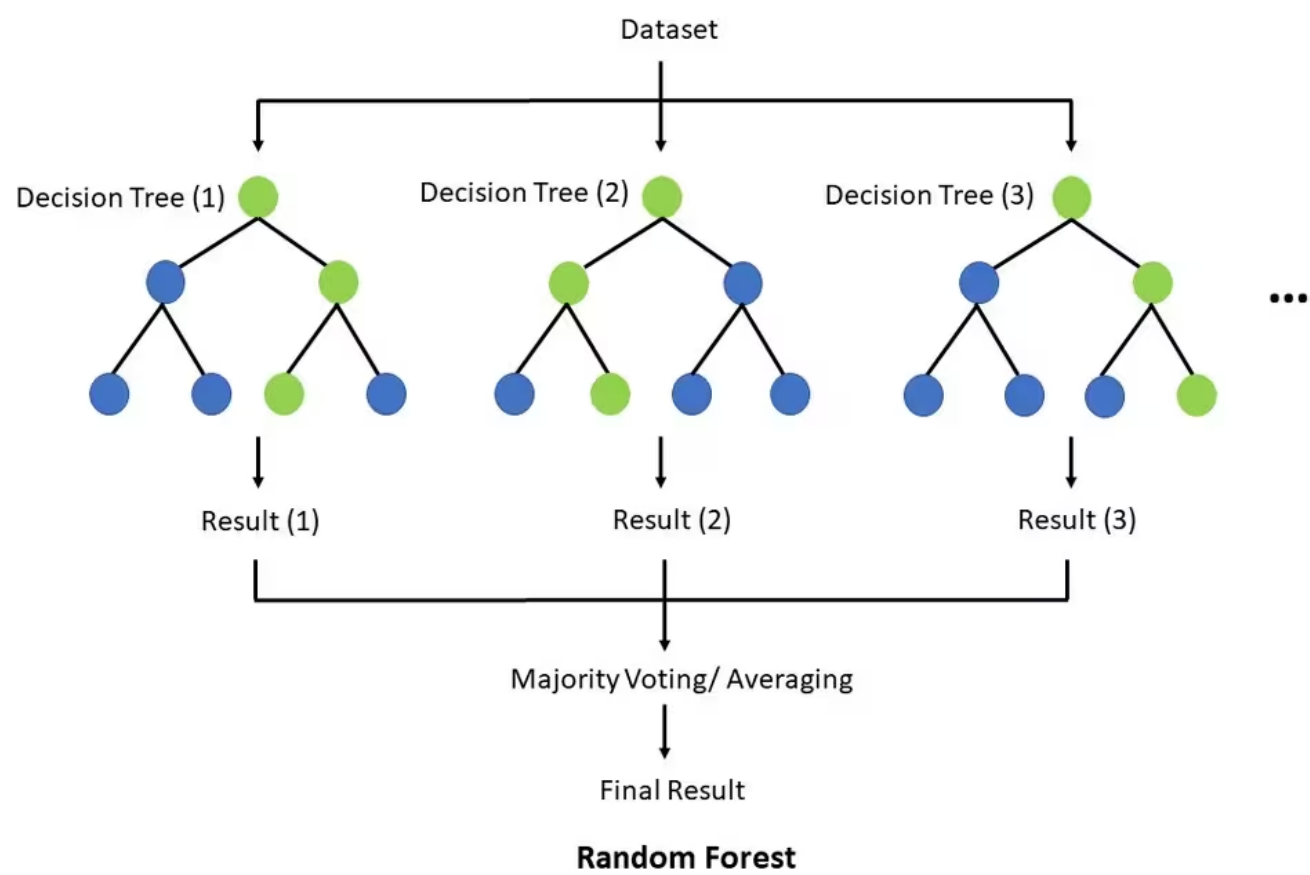 Dataset
Decision Tree (1)
Decision Tree (2)
Decision Tree (3)
...
Result (1)
Result (2)
Result (3)
Majority Voting/ Averaging
Final Result
Random Forest